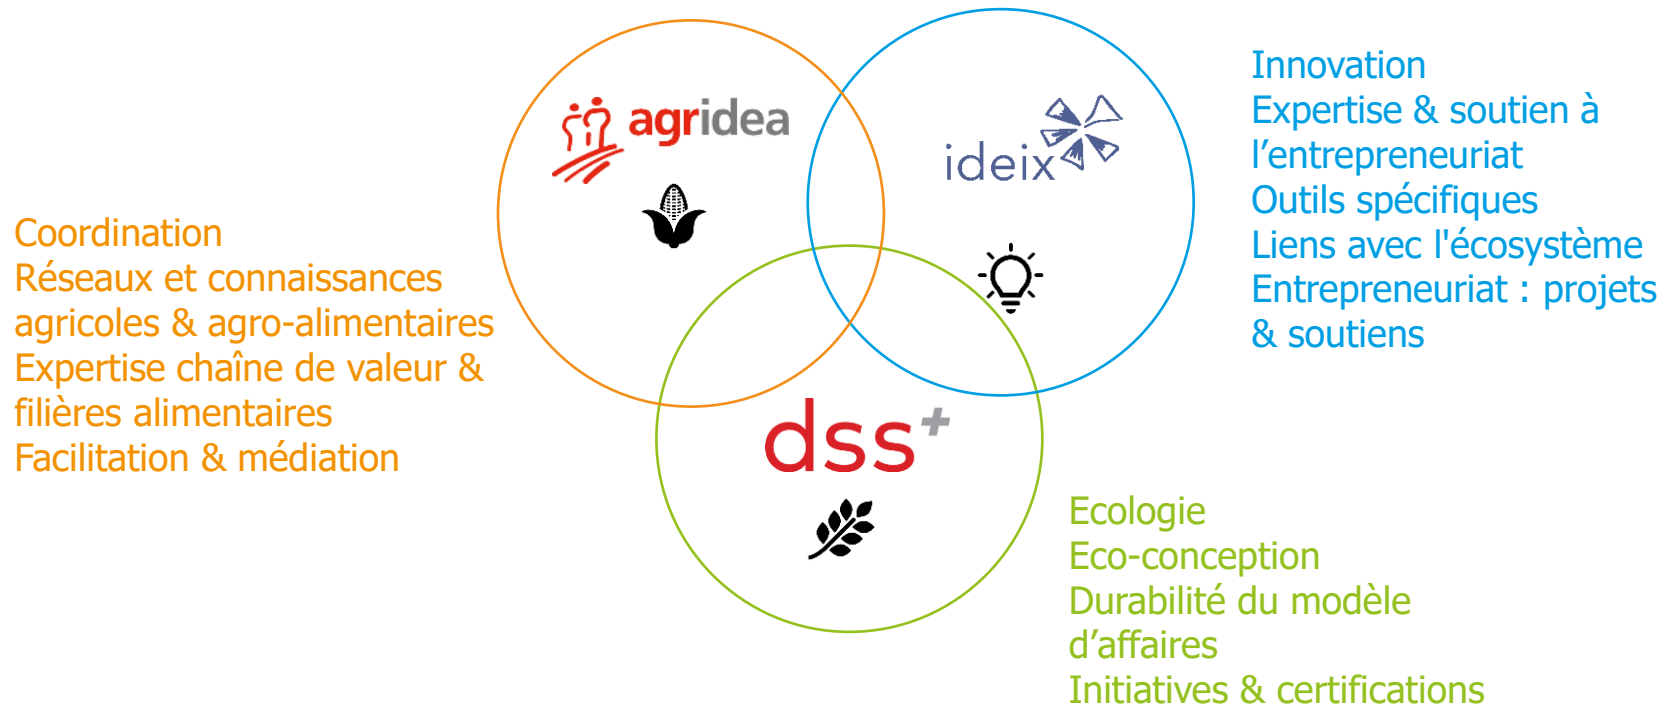 agridea
ideix
dss+
Coordination
Réseaux et connaissances
agricoles & agro-alimentaires
Expertise chaîne de valeur &
filières alimentaires
Facilitation & médiation
Innovation
Expertise & soutien à
l’entrepreneuriat
Outils spécifiques
Liens avec l'écosystème
Entrepreneuriat : projets
& soutiens
Ecologie
Eco-conception
Durabilité du modèle
d’affaires
Initiatives & certifications